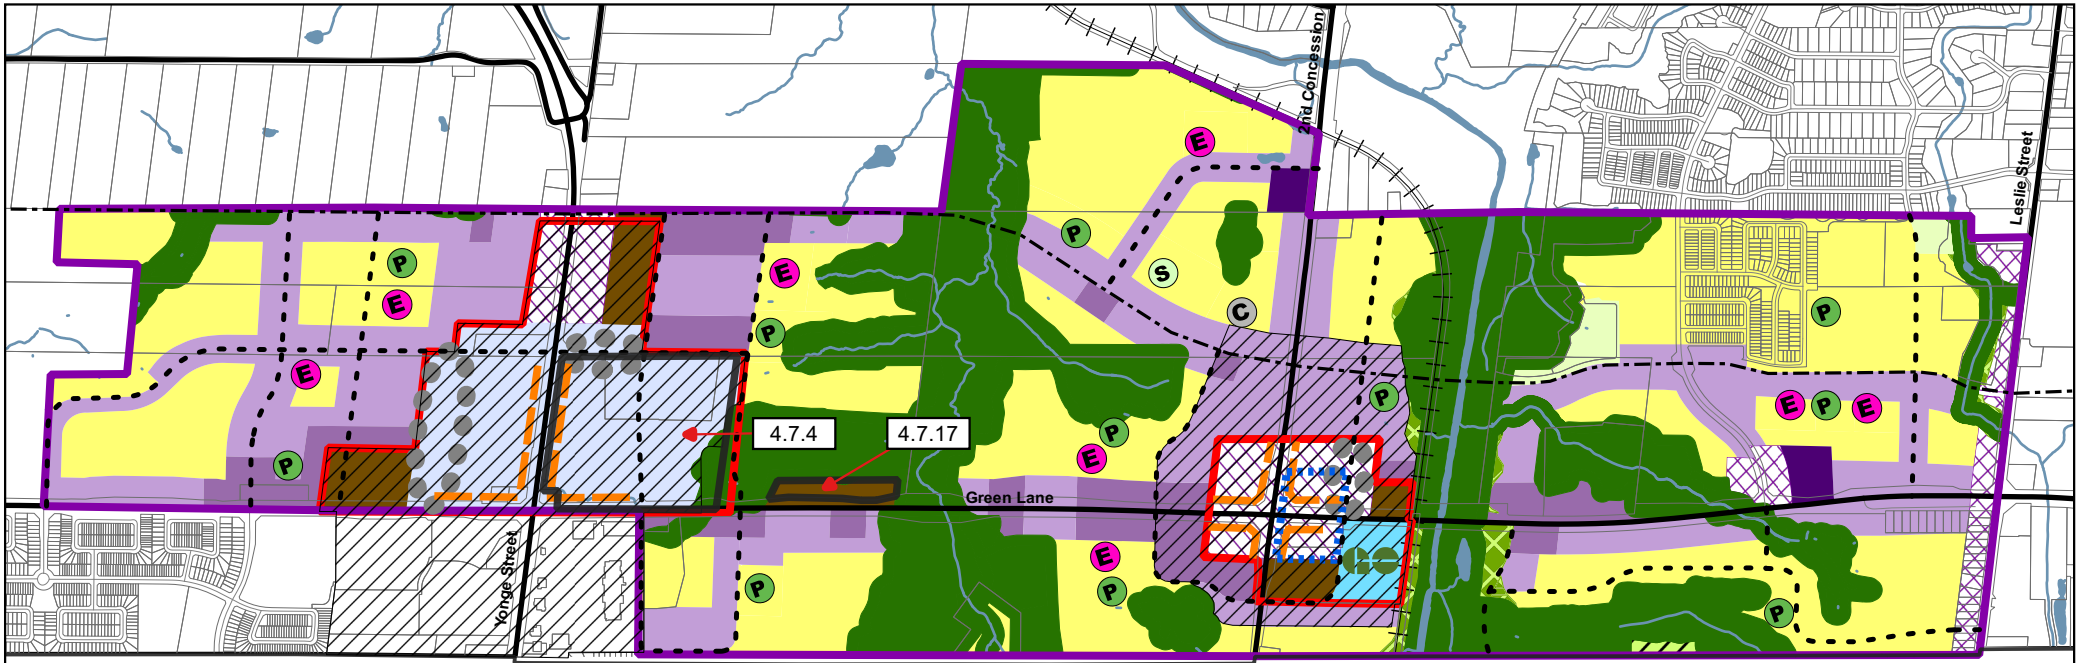 2nd Concession
Leslie Street
E
P
P
S
E
P
E
C
P
P
E
P
E
P
E
4.7.4
4.7.17
P
E
P
Green Lane
Yonge Street
E
P
P
P